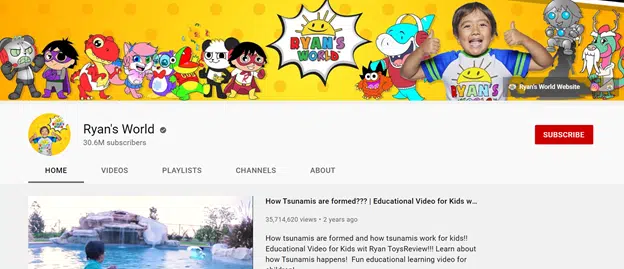 RYAN'S
WORLD
RYAN'S
WORLD
Ryan's World Website
Ryan's World
30.6M subscribers
SUBSCRIBE
HOME VIDEOS PLAYLISTS CHANNELS ABOUT
How Tsunamis are formed??? | Educational Video for Kids w...
35,714,620 views • 2 years ago
How tsunamis are formed and how tsunamis work for kids!!
Educational Video for Kids wit Ryan ToysReview!!! Learn about
how Tsunamis happens! Fun educational learning video for
children!